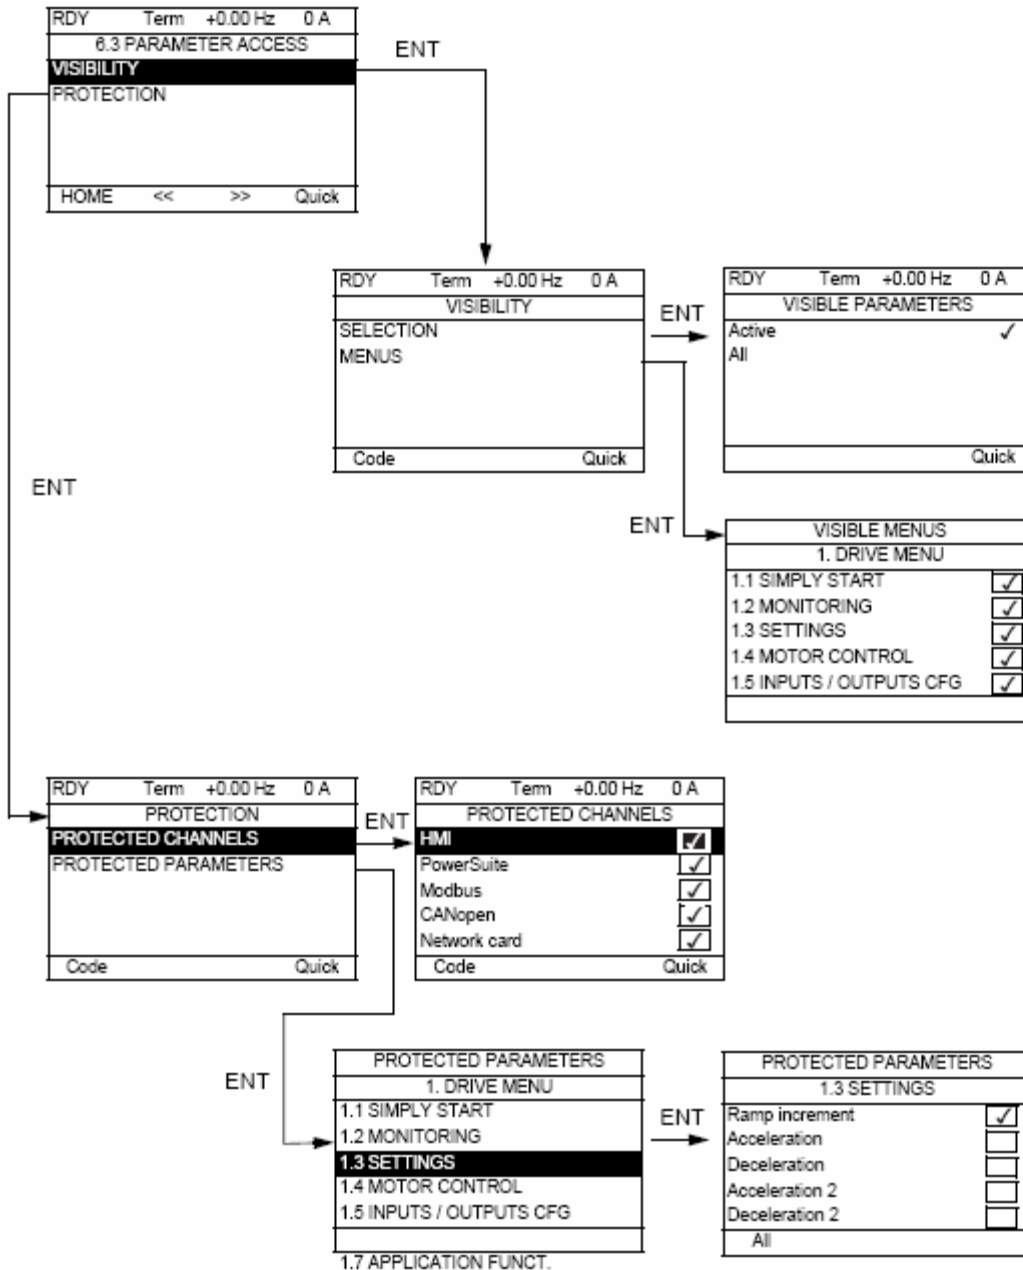 RDY Term +0.00 Hz 0 A
6.3 PARAMETER ACCESS
VISIBILITY
PROTECTION
HOME << >> Quick
ENT
RDY Term +0.00 Hz 0 A
VISIBILITY
SELECTION
MENUS
Code Quick
ENT
RDY Term +0.00 Hz 0 A
VISIBLE PARAMETERS
Active ✓
All
Quick
ENT
ENT
VISIBLE MENUS
1. DRIVE MENU
1.1 SIMPLY START ✓
1.2 MONITORING ✓
1.3 SETTINGS ✓
1.4 MOTOR CONTROL ✓
1.5 INPUTS / OUTPUTS CFG ✓
RDY Term +0.00 Hz 0 A
PROTECTION
PROTECTED CHANNELS
PROTECTED PARAMETERS
Code Quick
ENT
RDY Term +0.00 Hz 0 A
PROTECTED CHANNELS
HMI ✓
PowerSuite ✓
Modbus ✓
CANopen ✓
Network card ✓
Code Quick
ENT
PROTECTED PARAMETERS
1. DRIVE MENU
1.1 SIMPLY START
1.2 MONITORING
1.3 SETTINGS
1.4 MOTOR CONTROL
1.5 INPUTS / OUTPUTS CFG
1.7 APPLICATION FUNCT.
ENT
PROTECTED PARAMETERS
1.3 SETTINGS
Ramp increment ✓
Acceleration
Deceleration
Acceleration 2
Deceleration 2
All